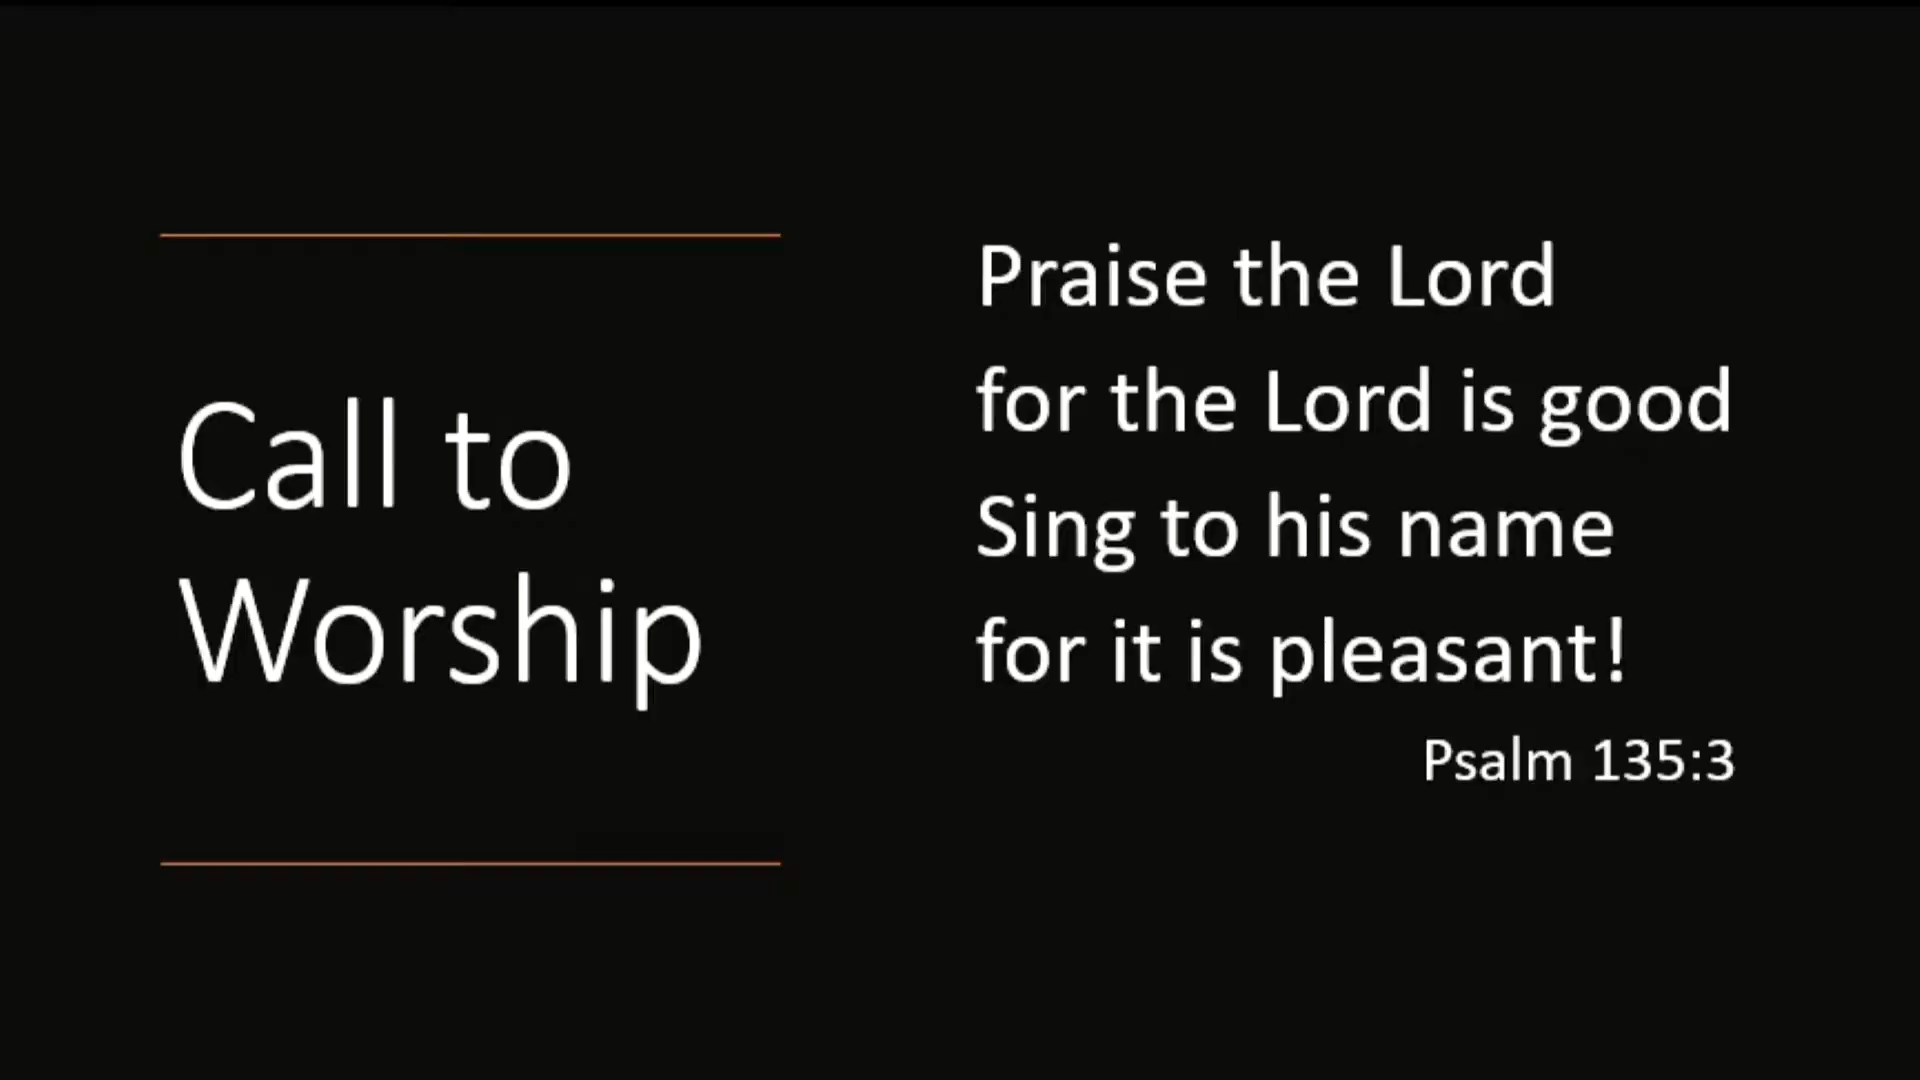 Call to
Worship
Praise the Lord
for the Lord is good
Sing to his name
for it is pleasant!
Psalm 135:3